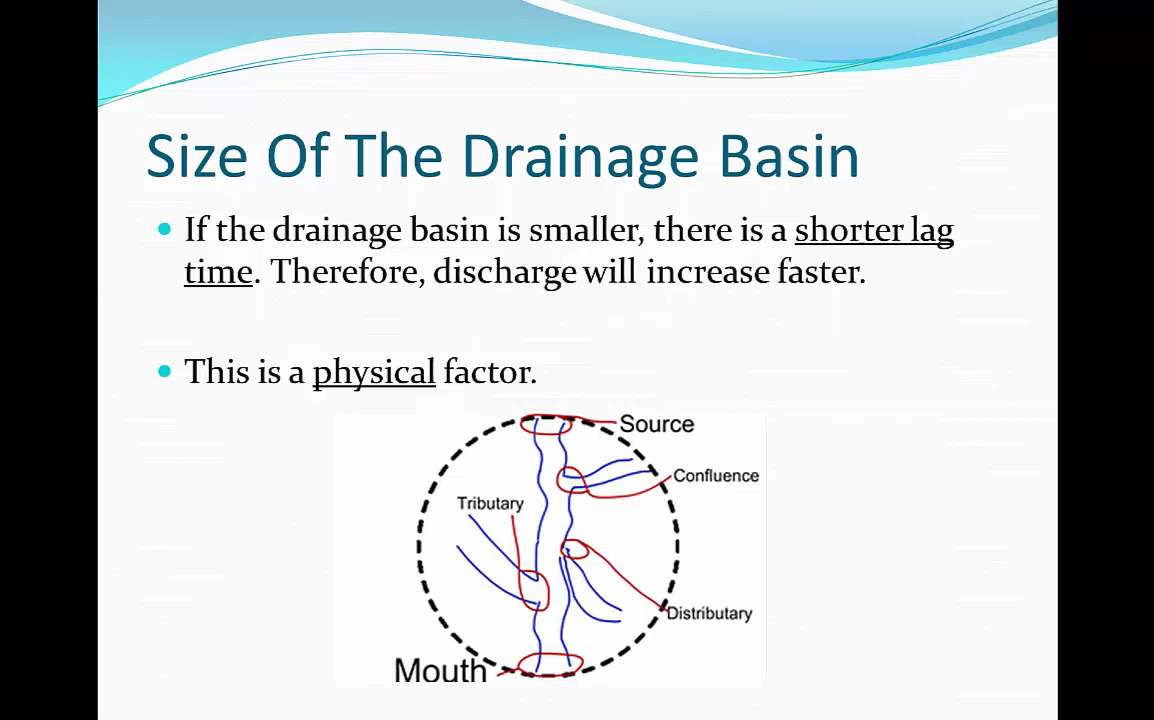 Size Of The Drainage Basin
If the drainage basin is smaller, there is a shorter lag
time. Therefore, discharge will increase faster.
This is a physical factor.
Source
Confluence
Tributary
Distributary
Mouth